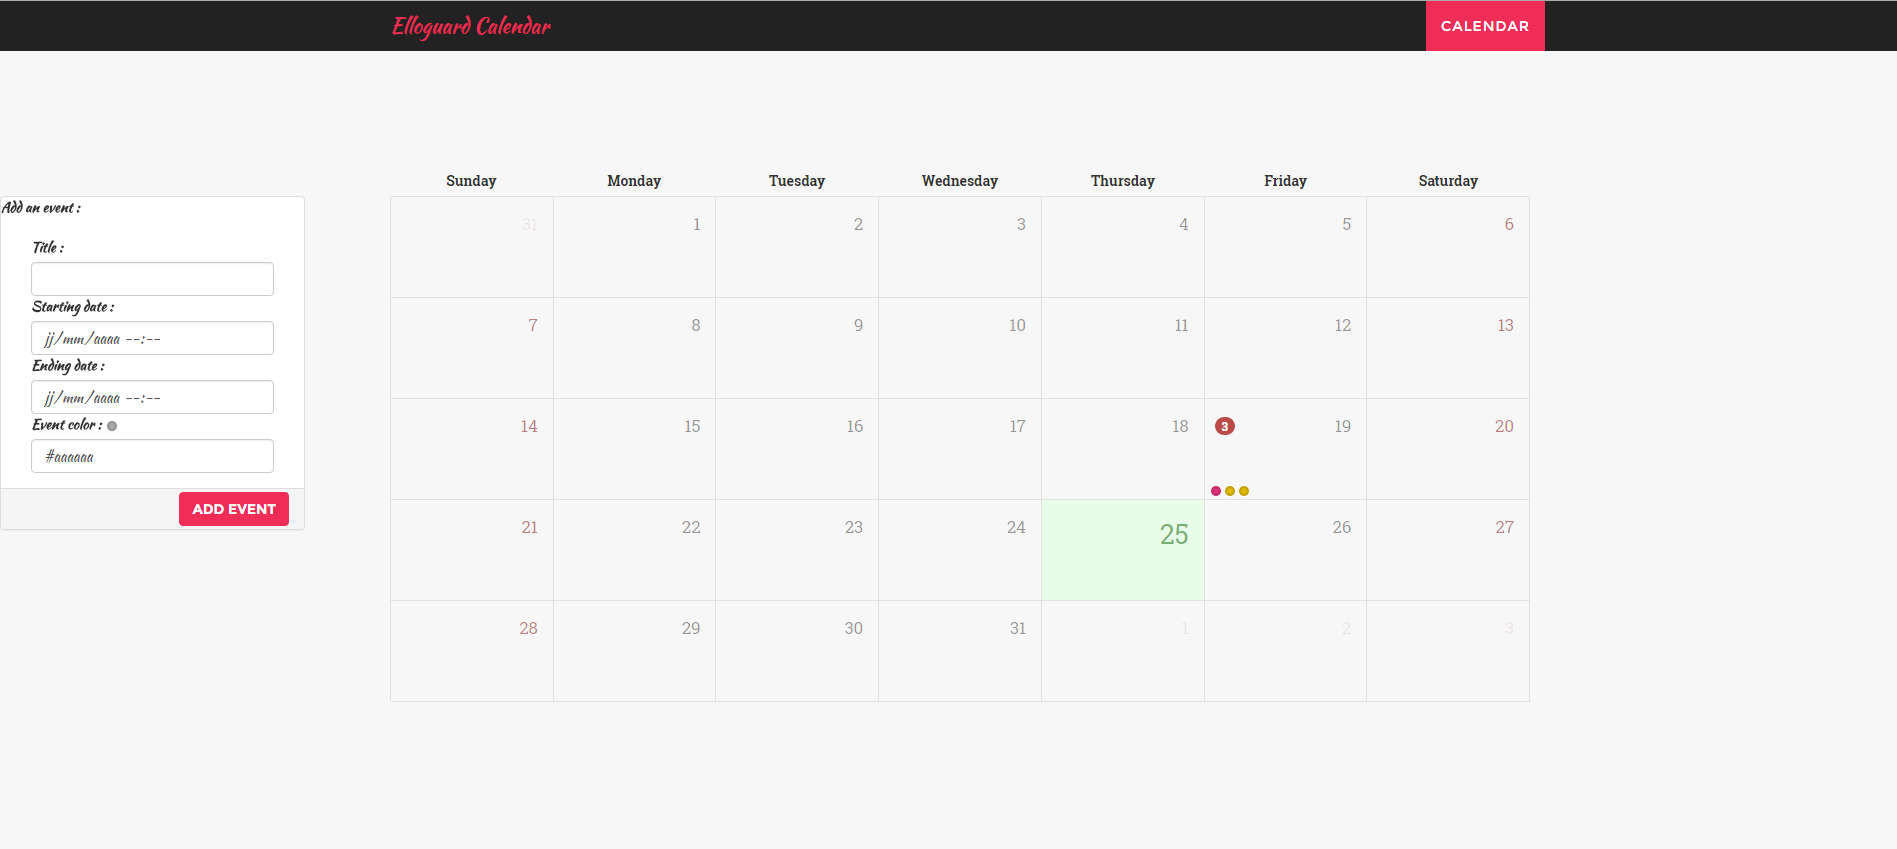 Elloguard Calendar
CALENDAR
Add an event :
Title :
Starting date :
jj/mm/aaaa --:--
Ending date :
jj/mm/aaaa --:--
Event color :
#aaaaaa
ADD EVENT
Sunday Monday Tuesday Wednesday Thursday Friday Saturday
31 1 2 3 4 5 6
7 8 9 10 11 12 13
14 15 16 17 18 3 19 20
21 22 23 24 25 26 27
28 29 30 31 1 2 3